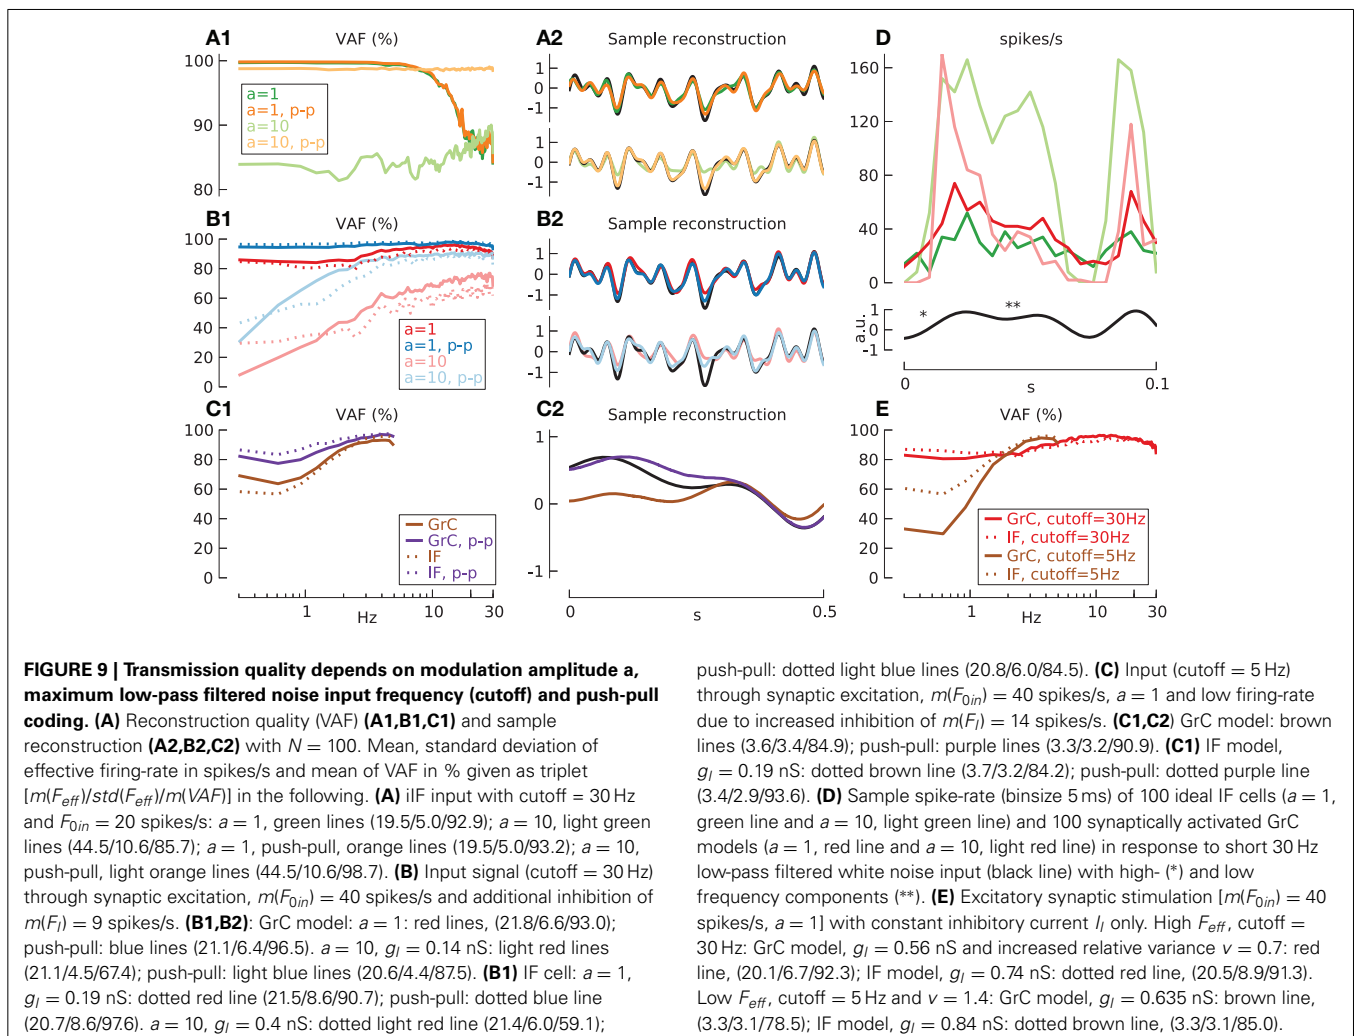 A1
VAF (%)
100
90
80
a=1
a=1, p-p
a=10
a=10, p-p
A2
Sample reconstruction
1
0
-1
1
0
-1
D
spikes/s
160
120
80
40
0
1
0
-1
a.u.
*
**
0
s
0.1
B1
VAF (%)
100
80
60
40
20
0
a=1
a=1, p-p
a=10
a=10, p-p
B2
Sample reconstruction
1
0
-1
1
0
-1
C1
VAF (%)
100
80
60
40
20
0
GrC
GrC, p-p
IF
IF, p-p
1
Hz
10
30
C2
Sample reconstruction
1
0
-1
0
s
0.5
E
VAF (%)
100
80
60
40
20
0
GrC, cutoff=30Hz
IF, cutoff=30Hz
GrC, cutoff=5Hz
IF, cutoff=5Hz
1
Hz
10
30
FIGURE 9 | Transmission quality depends on modulation amplitude a,
maximum low-pass filtered noise input frequency (cutoff) and push-pull
coding. (A) Reconstruction quality (VAF) (A1,B1,C1) and sample
reconstruction (A2,B2,C2) with N = 100. Mean, standard deviation of
effective firing-rate in spikes/s and mean of VAF in % given as triplet
[m(Feff)/std(Feff)/m(VAF)] in the following. (A) iIF input with cutoff = 30 Hz
and F0in = 20 spikes/s: a = 1, green lines (19.5/5.0/92.9); a = 10, light green
lines (44.5/10.6/85.7); a = 1, push-pull, orange lines (19.5/5.0/93.2); a = 10,
push-pull, light orange lines (44.5/10.6/98.7). (B) Input signal (cutoff = 30 Hz)
through synaptic excitation, m(F0in) = 40 spikes/s and additional inhibition of
m(FI) = 9 spikes/s. (B1,B2): GrC model: a = 1: red lines, (21.8/6.6/93.0);
push-pull: blue lines (21.1/6.4/96.5). a = 10, gI = 0.14 nS: light red lines
(21.1/4.5/67.4); push-pull: light blue lines (20.6/4.4/87.5). (B1) IF cell: a = 1,
gI = 0.19 nS: dotted red line (21.5/8.6/90.7); push-pull: dotted blue line
(20.7/8.6/97.6). a = 10, gI = 0.4 nS: dotted light red line (21.4/6.0/59.1);
push-pull: dotted light blue lines (20.8/6.0/84.5). (C) Input (cutoff = 5 Hz)
through synaptic excitation, m(F0in) = 40 spikes/s, a = 1 and low firing-rate
due to increased inhibition of m(FI) = 14 spikes/s. (C1,C2) GrC model: brown
lines (3.6/3.4/84.9); push-pull: purple lines (3.3/3.2/90.9). (C1) IF model,
gI = 0.19 nS: dotted brown line (3.7/3.2/84.2); push-pull: dotted purple line
(3.4/2.9/93.6). (D) Sample spike-rate (binsize 5 ms) of 100 ideal IF cells (a = 1,
green line and a = 10, light green line) and 100 synaptically activated GrC
models (a = 1, red line and a = 10, light red line) in response to short 30 Hz
low-pass filtered white noise input (black line) with high- (*) and low
frequency components (**). (E) Excitatory synaptic stimulation [m(F0in) = 40
spikes/s, a = 1] with constant inhibitory current II only. High Feff, cutoff =
30 Hz: GrC model, gI = 0.56 nS and increased relative variance v = 0.7: red
line, (20.1/6.7/92.3); IF model, gI = 0.74 nS: dotted red line, (20.5/8.9/91.3).
Low Feff, cutoff = 5 Hz and v = 1.4: GrC model, gI = 0.635 nS: brown line,
(3.3/3.1/78.5); IF model, gI = 0.84 nS: dotted brown line, (3.3/3.1/85.0).